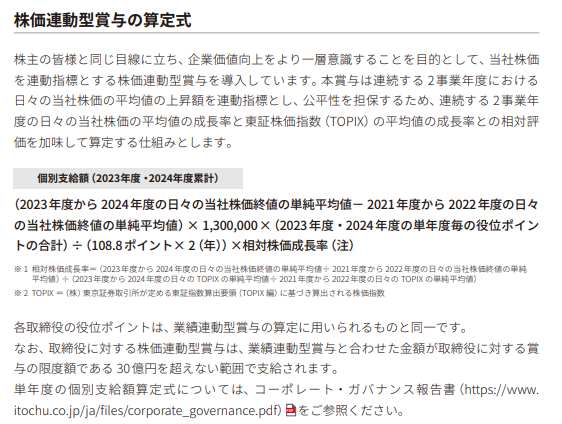 株価連動型賞与の算定式
株主の皆様と同じ目線に立ち、企業価値向上をより一層意識することを目的として、当社株価
を連動指標とする株価連動型賞与を導入しています。本賞与は連続する2事業年度における
日々の当社株価の平均値の上昇額を連動指標とし、公平性を担保するため、連続する2事業年
度の日々の当社株価の平均値の成長率と東証株価指数（TOPIX）の平均値の成長率との相対評
価を加味して算定する仕組みとします。
個別支給額（2023年度・2024年度累計）
（2023年度から2024年度の日々の当社株価終値の単純平均値－ 2021年度から2022年度の日々
の当社株価終値の単純平均値）× 1,300,000×（2023年度・2024年度の単年度毎の役位ポイン
トの合計）÷（108.8ポイント× 2（年））×相対株価成長率（注）
※1 相対株価成長率＝（2023年度から2024年度の日々の当社株価終値の単純平均値÷ 2021年度から2022年度の日々の当社株価終値の単純
平均値）÷（2023年度から2024年度の日々のTOPIXの単純平均値÷ 2021年度から2022年度の日々のTOPIXの単純平均値）
※2 TOPIX ＝（株）東京証券取引所が定める東証指数算出要領（TOPIX編）に基づき算出される株価指数
各取締役の役位ポイントは、業績連動型賞与の算定に用いられるものと同一です。
なお、取締役に対する株価連動型賞与は、業績連動型賞与と合わせた金額が取締役に対する賞
与の限度額である30億円を超えない範囲で支給されます。
単年度の個別支給額算定式については、コーポレート・ガバナンス報告書（https://www.
itochu.co.jp/ja/files/corporate_governance.pdf）PDFをご参照ください。